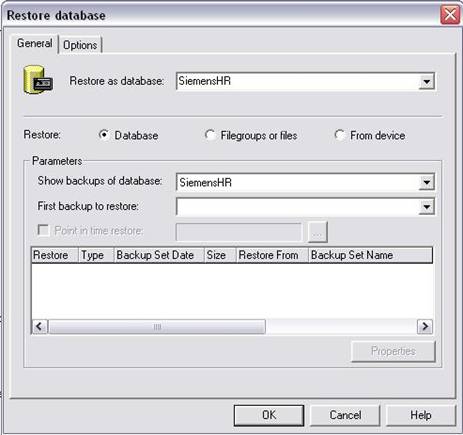 Restore database
General Options
Restore as database: SiemensHR
Restore: Database Filegroups or files From device
Parameters
Show backups of database: SiemensHR
First backup to restore:
Point in time restore: ...
Restore Type Backup Set Date Size Restore From Backup Set Name
Properties
OK Cancel Help